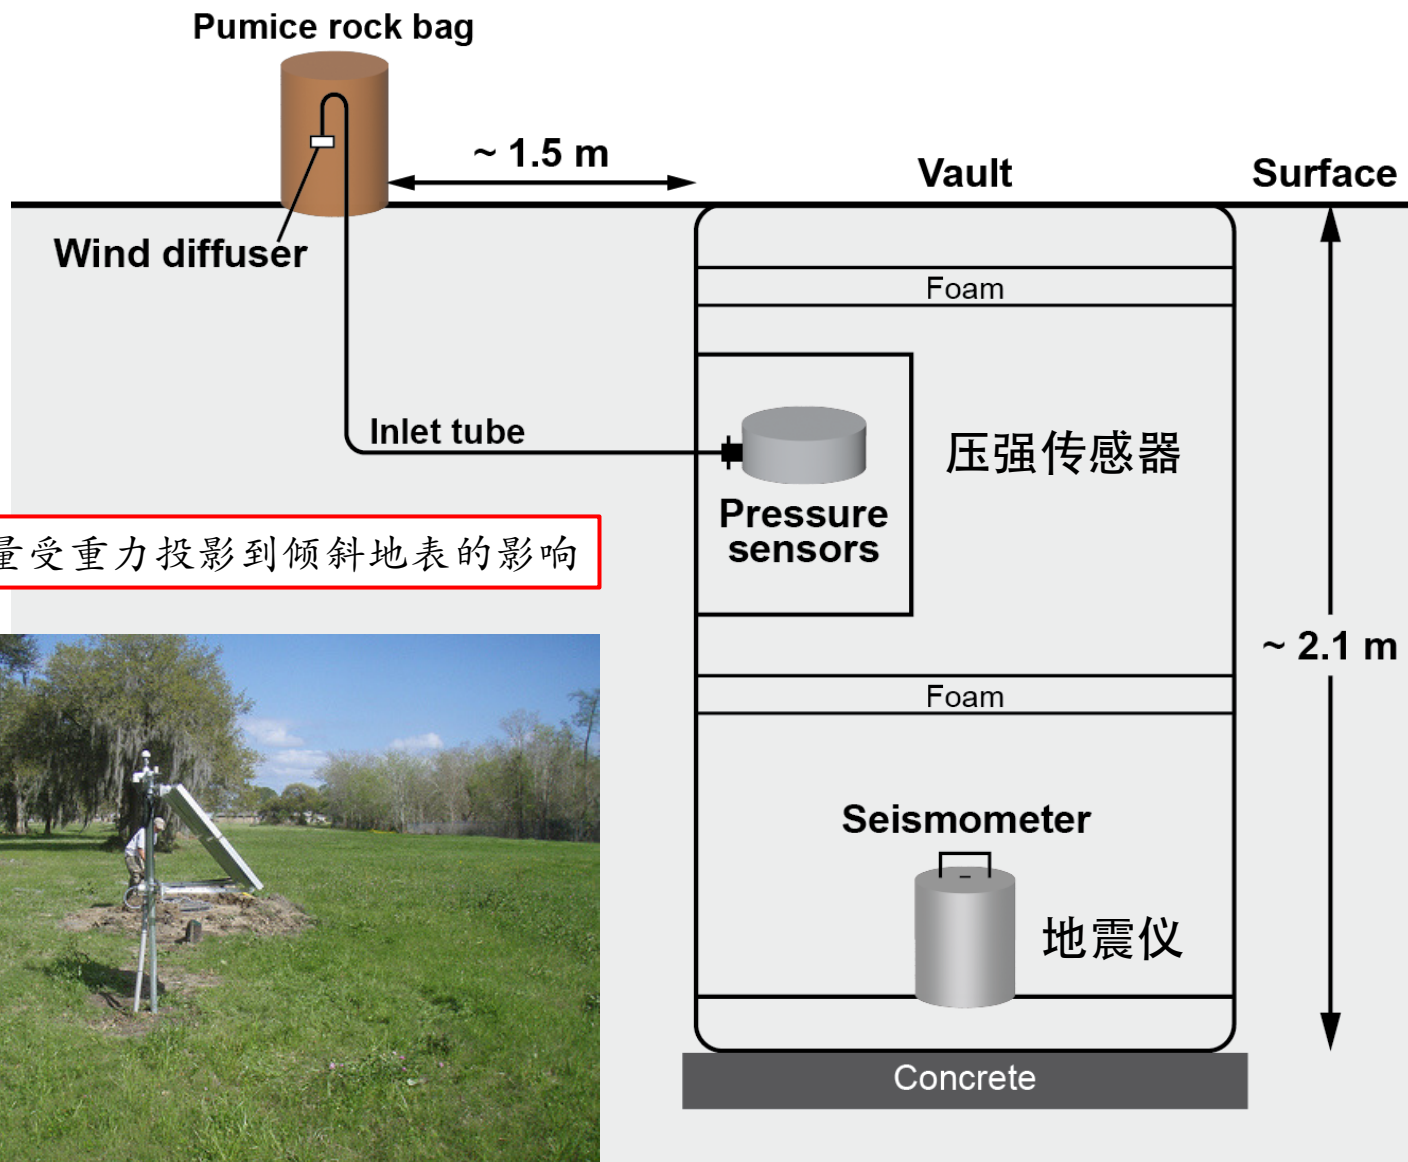 Pumice rock bag
~ 1.5 m
Vault
Surface
Wind diffuser
Foam
Inlet tube
压强传感器
Pressure
sensors
量受重力投影到倾斜地表的影响
~ 2.1 m
Foam
Seismometer
地震仪
Concrete